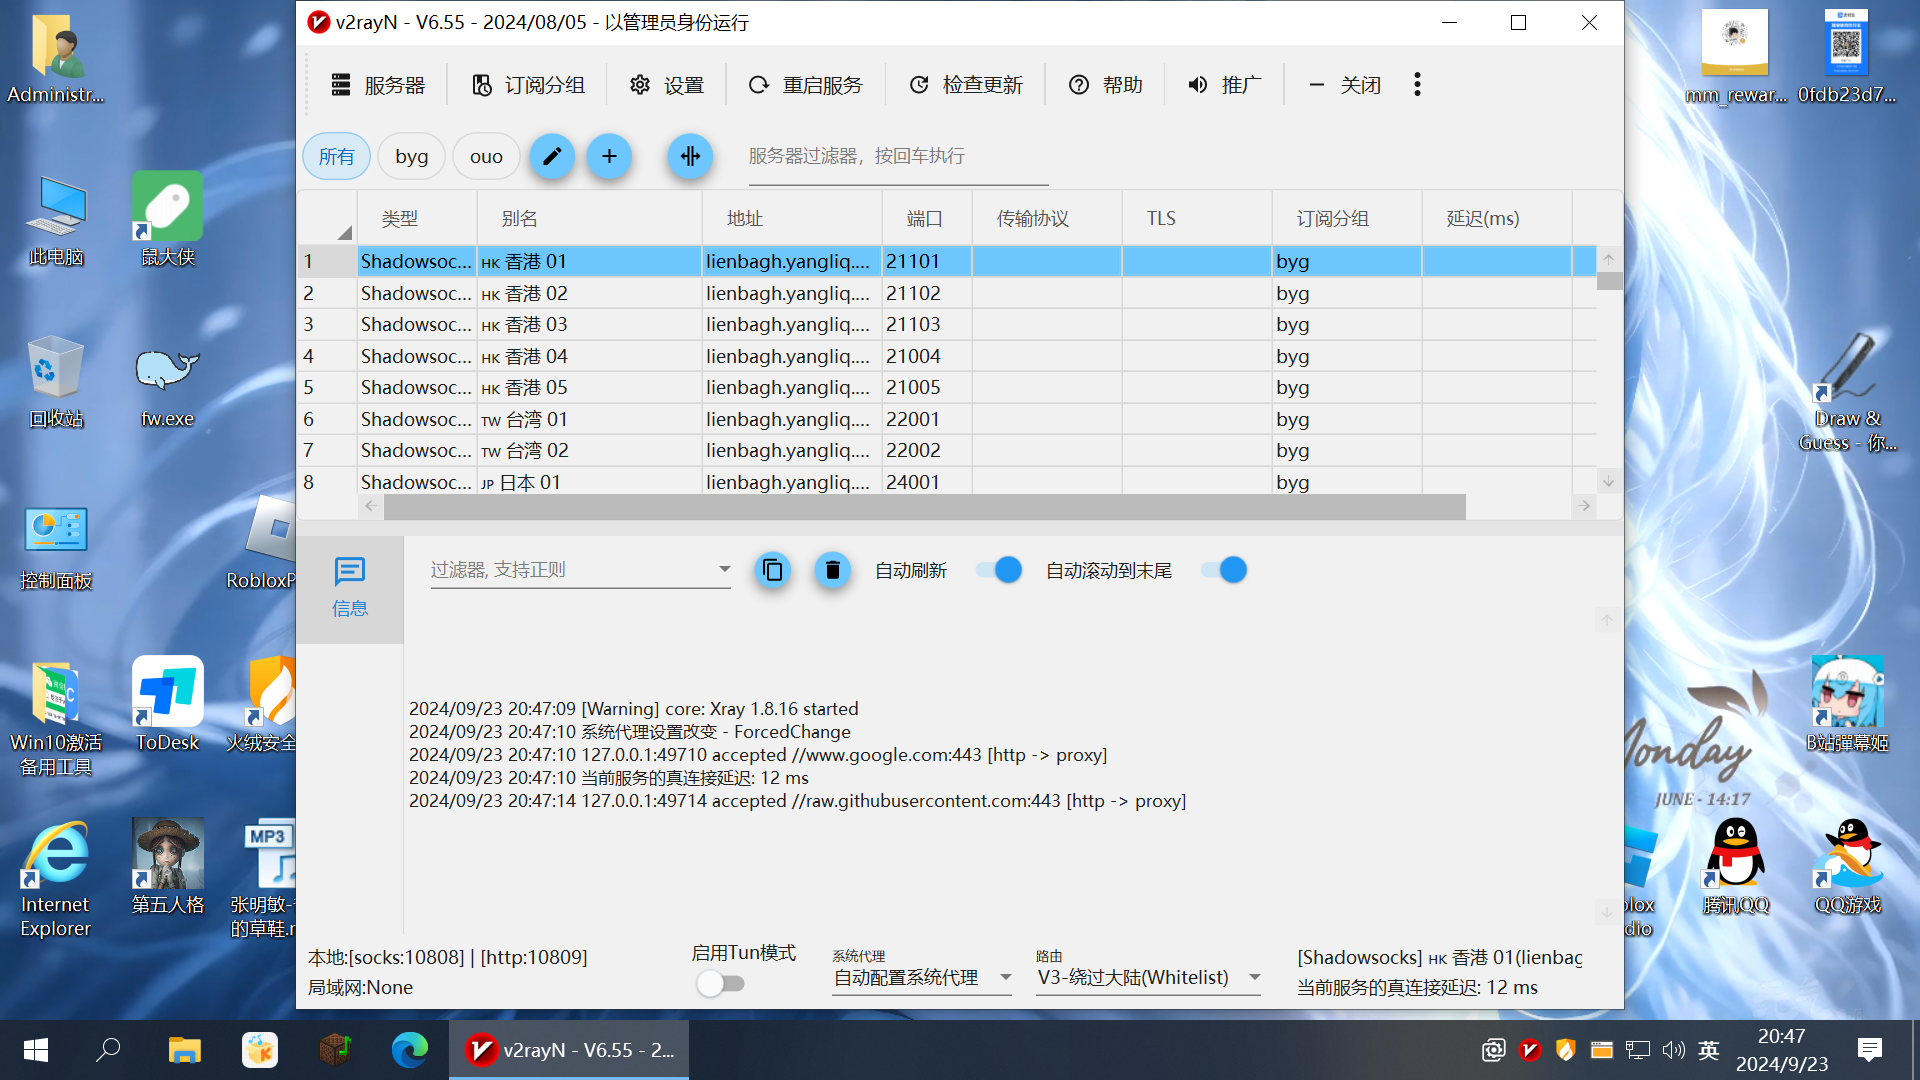 v2rayN - V6.55 - 2024/08/05 - 以管理员身份运行
服务器
订阅分组
设置
重启服务
检查更新
帮助
推广
关闭
所有
byg
ouo
服务器过滤器，按回车执行
类型 别名 地址 端口 传输协议 TLS 订阅分组 延迟(ms)
1 Shadowsoc... HK 香港 01 lienbagh.yangliq.... 21101 byg
2 Shadowsoc... HK 香港 02 lienbagh.yangliq.... 21102 byg
3 Shadowsoc... HK 香港 03 lienbagh.yangliq.... 21103 byg
4 Shadowsoc... HK 香港 04 lienbagh.yangliq.... 21004 byg
5 Shadowsoc... HK 香港 05 lienbagh.yangliq.... 21005 byg
6 Shadowsoc... TW 台湾 01 lienbagh.yangliq.... 22001 byg
7 Shadowsoc... TW 台湾 02 lienbagh.yangliq.... 22002 byg
8 Shadowsoc... JP 日本 01 lienbagh.yangliq.... 24001 byg
信息
过滤器, 支持正则
自动刷新
自动滚动到末尾
2024/09/23 20:47:09 [Warning] core: Xray 1.8.16 started
2024/09/23 20:47:10 系统代理设置改变 - ForcedChange
2024/09/23 20:47:10 127.0.0.1:49710 accepted //www.google.com:443 [http -> proxy]
2024/09/23 20:47:10 当前服务的真连接延迟: 12 ms
2024/09/23 20:47:14 127.0.0.1:49714 accepted //raw.githubusercontent.com:443 [http -> proxy]
本地:[socks:10808] | [http:10809]
局域网:None
启用Tun模式
系统代理
自动配置系统代理
路由
V3-绕过大陆(Whitelist)
[Shadowsocks] HK 香港 01(lienbag
当前服务的真连接延迟: 12 ms
Administr...
此电脑
鼠大侠
回收站
fw.exe
控制面板
RobloxP
Win10激活
备用工具
ToDesk
火绒安全
Internet
Explorer
第五人格
MP3
张明敏-
的草鞋.r
mm_rewar...
0fdb23d7...
Draw &
Guess - 你...
B站彈幕姬
Monday
JUNE - 14:17
blox
dio
腾讯QQ
QQ游戏
v2rayN - V6.55 - 2...
英
20:47
2024/9/23